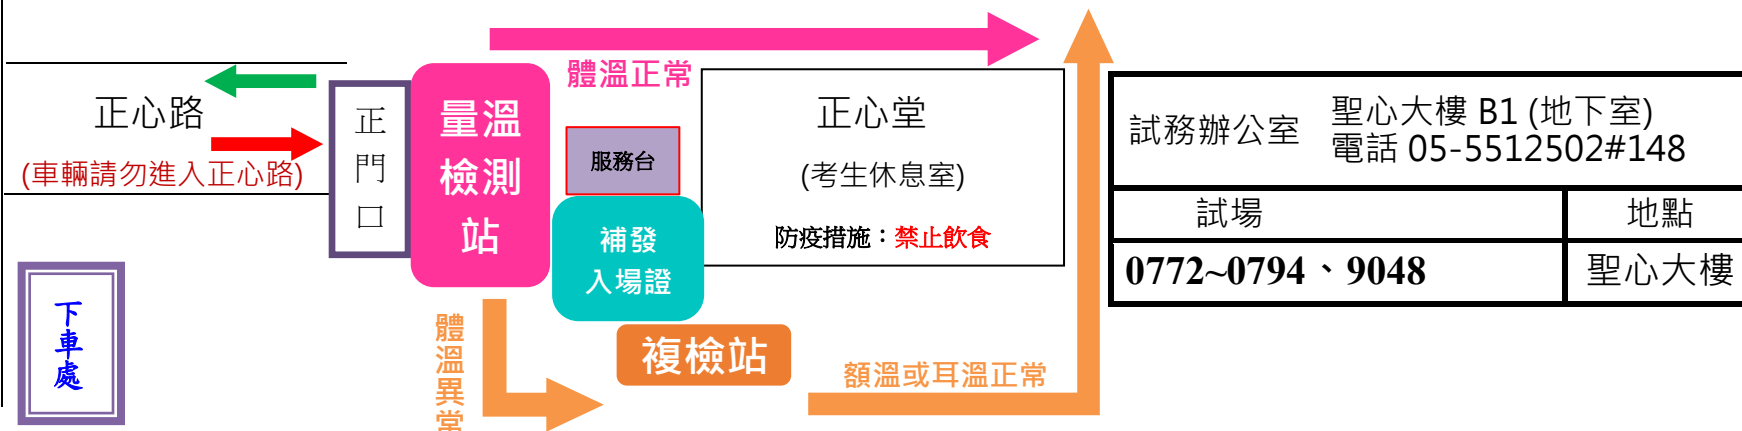 正心路
(車輛請勿進入正心路)
下車處
正門口
量溫
檢測
站
體溫正常
服務台
補發
入場證
正心堂
(考生休息室)
防疫措施：禁止飲食
體溫異常
複檢站
額溫或耳溫正常
試務辦公室
聖心大樓 B1 (地下室)
電話 05-5512502#148
試場 地點
0772~0794、9048 聖心大樓